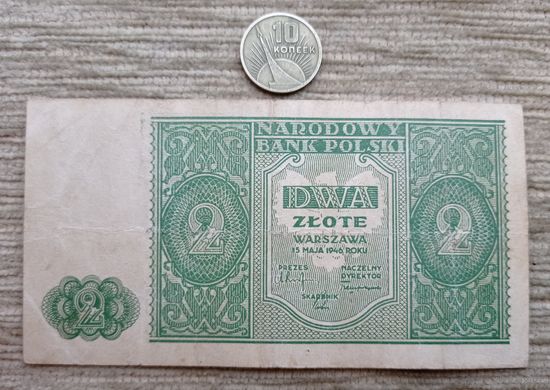 10
КОПЕЕК
NARODOWY
BANK POLSKI
DWA
ZŁOTE
WARSZAWA
15 MAJA 1946 ROKU
PREZES
NACZELNY
DYREKTOR
SKARBNIK
2
2
2